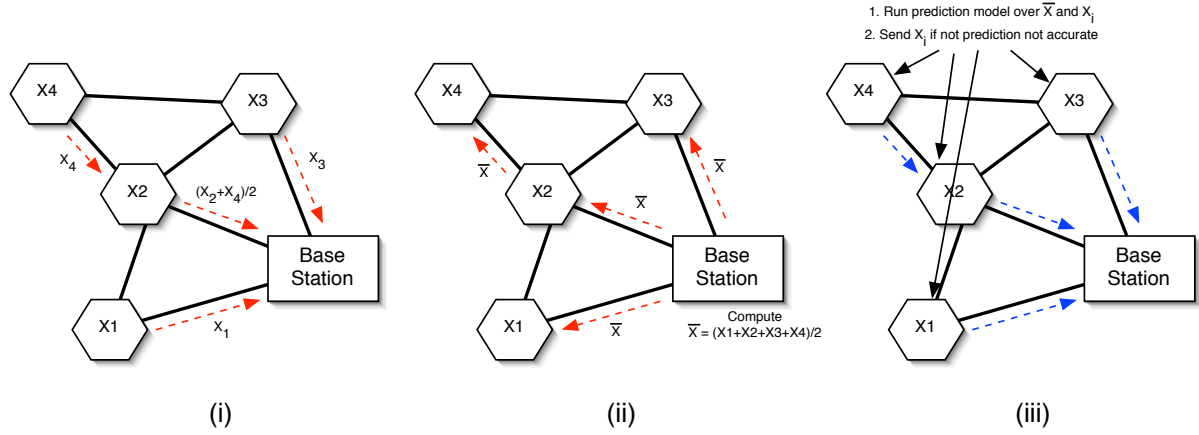 X4
X3
X2
X1
Base
Station
X4
(X2+X4)/2
X3
X1
(i)
X4
X3
X2
X1
Base
Station
X̅
X̅
X̅
X̅
Compute
X̅ = (X1+X2+X3+X4)/2
(ii)
1. Run prediction model over X̅ and Xi
2. Send Xi if not prediction not accurate
X4
X3
X2
X1
Base
Station
(iii)